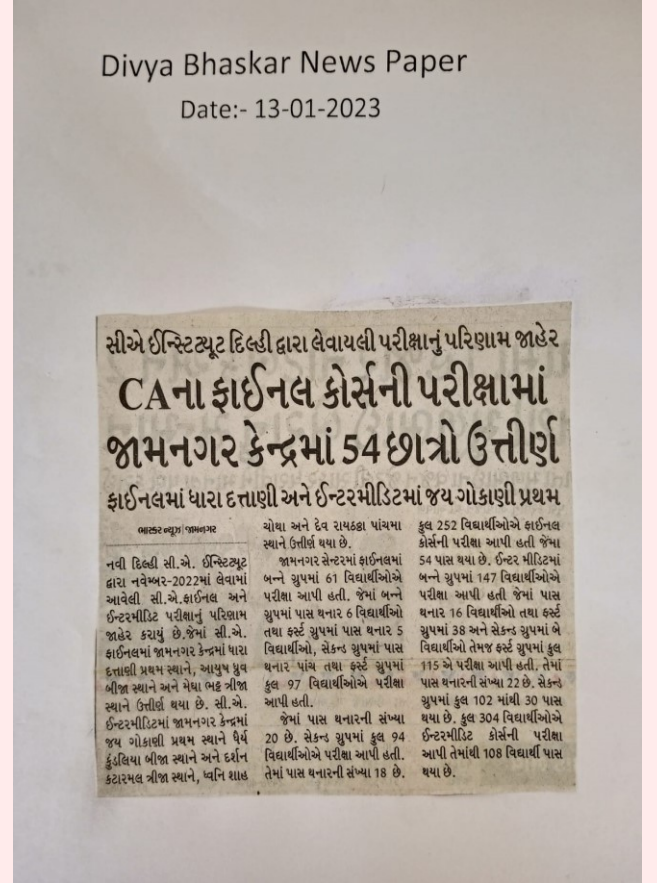 Divya Bhaskar News Paper
Date:- 13-01-2023
સીએ ઈન્સ્ટિટ્યૂટ દિલ્હી દ્વારા લેવાયલી પરીક્ષાનું પરિણામ જાહેર
CAના ફાઈનલ કોર્સની પરીક્ષામાં
જામનગર કેન્દ્રમાં 54 છાત્રો ઉત્તીર્ણ
ફાઈનલમાં ધારા દત્તાણી અને ઈન્ટરમીડિટમાં જય ગોકાણી પ્રથમ
ભાસ્કર ન્યૂઝ | જામનગર
નવી દિલ્હી સી.એ. ઈન્સ્ટિટ્યૂટ
દ્વારા નવેમ્બર-2022માં લેવામાં
આવેલી સી.એ.ફાઈનલ અને
ઈન્ટરમીડિટ પરીક્ષાનું પરિણામ
જાહેર કરાયું છે.જેમાં સી.એ.
ફાઈનલમાં જામનગર કેન્દ્રમાં ધારા
દત્તાણી પ્રથમ સ્થાને, આયુષ ધ્રુવ
બીજા સ્થાને અને મેઘા ભટ્ટ ત્રીજા
સ્થાને ઉત્તીર્ણ થયા છે. સી.એ.
ઈન્ટરમીડિટમાં જામનગર કેન્દ્રમાં
જય ગોકાણી પ્રથમ સ્થાને ધૈર્ય
કુંડલિયા બીજા સ્થાને અને દર્શન
કટારમલ ત્રીજા સ્થાને, ધ્વનિ શાહ
ચોથા અને દેવ રાયઠઠ્ઠા પાંચમા
સ્થાને ઉત્તીર્ણ થયા છે.
જામનગર સેન્ટરમાં ફાઈનલમાં
બન્ને ગ્રુપમાં 61 વિદ્યાર્થીઓએ
પરીક્ષા આપી હતી. જેમાં બન્ને
ગ્રુપમાં પાસ થનાર 6 વિદ્યાર્થીઓ
તથા ફર્સ્ટ ગ્રુપમાં પાસ થનાર 5
વિદ્યાર્થીઓ, સેકન્ડ ગ્રુપમાં પાસ
થનાર પાંચ તથા ફર્સ્ટ ગ્રુપમાં
કુલ 97 વિદ્યાર્થીઓએ પરીક્ષા
આપી હતી.
જેમાં પાસ થનારની સંખ્યા
20 છે. સેકન્ડ ગ્રુપમાં કુલ 94
વિદ્યાર્થીઓએ પરીક્ષા આપી હતી.
તેમાં પાસ થનારની સંખ્યા 18 છે.
કુલ 252 વિદ્યાર્થીઓએ ફાઈનલ
કોર્સની પરીક્ષા આપી હતી જેમાં
54 પાસ થયા છે. ઈન્ટર મીડિટમાં
બન્ને ગ્રુપમાં 147 વિદ્યાર્થીઓએ
પરીક્ષા આપી હતી જેમાં પાસ
થનાર 16 વિદ્યાર્થીઓ તથા ફર્સ્ટ
ગ્રુપમાં 38 અને સેકન્ડ ગ્રુપમાં બે
વિદ્યાર્થીઓ તેમજ ફર્સ્ટ ગ્રુપમાં કુલ
115 એ પરીક્ષા આપી હતી, તેમાં
પાસ થનારની સંખ્યા 22 છે. સેકન્ડ
ગ્રુપમાં કુલ 102 માંથી 30 પાસ
થયા છે. કુલ 304 વિદ્યાર્થીઓએ
ઈન્ટરમીડિટ કોર્સની પરીક્ષા
આપી તેમાંથી 108 વિદ્યાર્થી પાસ
થયા છે.